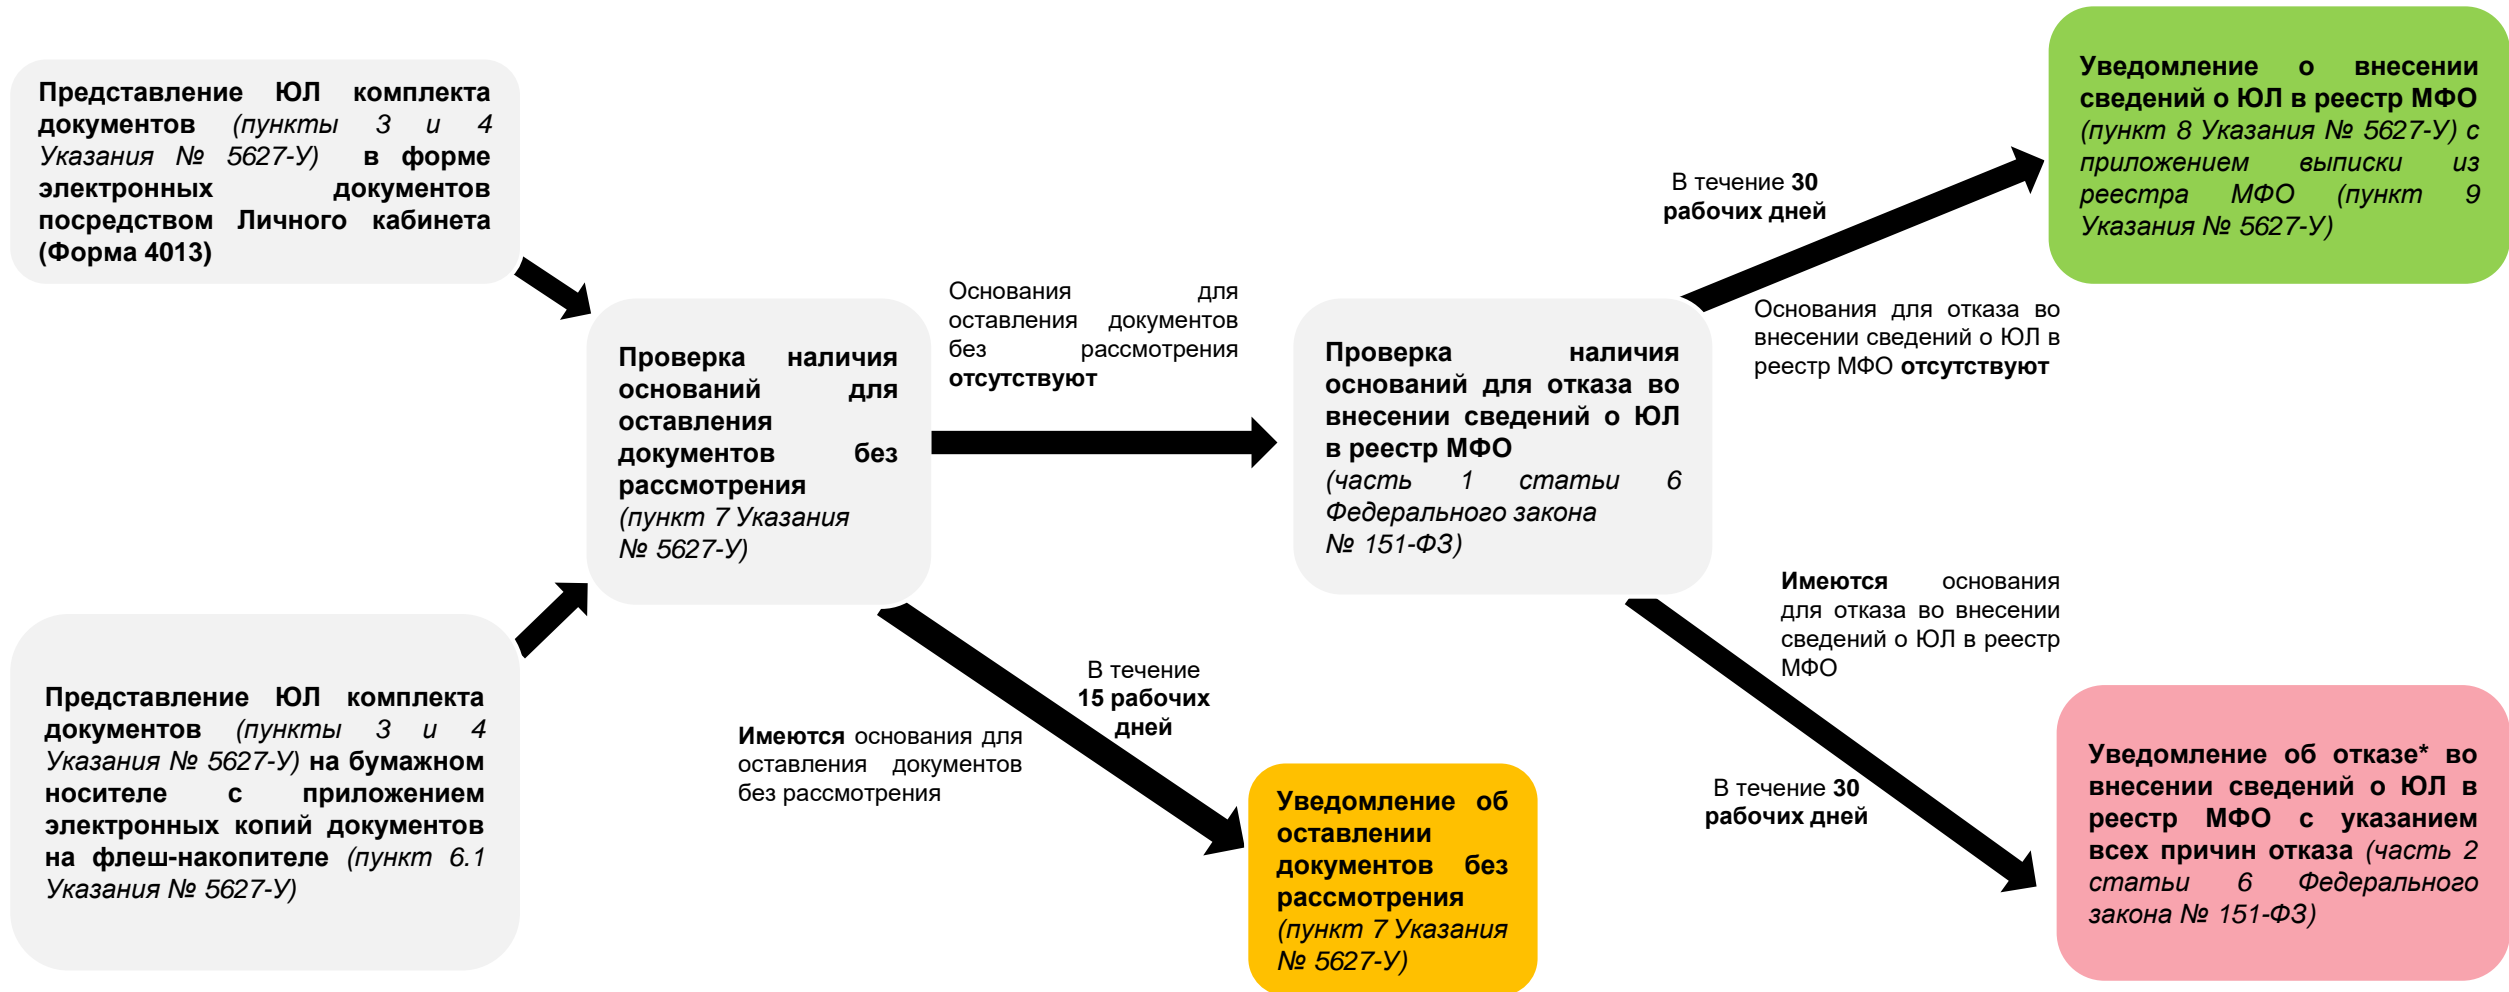 Представление ЮЛ комплекта
документов (пункты 3 и 4
Указания № 5627-У) в форме
электронных документов
посредством Личного кабинета
(Форма 4013)
Представление ЮЛ комплекта
документов (пункты 3 и 4
Указания № 5627-У) на бумажном
носителе с приложением
электронных копий документов
на флеш-накопителе (пункт 6.1
Указания № 5627-У)
Проверка наличия
оснований для
оставления
документов без
рассмотрения
(пункт 7 Указания
№ 5627-У)
Основания для
оставления документов
без рассмотрения
отсутствуют
Имеются основания для
оставления документов
без рассмотрения
В течение
15 рабочих
дней
Уведомление об
оставлении
документов без
рассмотрения
(пункт 7 Указания
№ 5627-У)
Проверка наличия
оснований для отказа во
внесении сведений о ЮЛ
в реестр МФО
(часть 1 статьи 6
Федерального закона
№ 151-ФЗ)
В течение 30
рабочих дней
Основания для отказа во
внесении сведений о ЮЛ в
реестр МФО отсутствуют
Уведомление о внесении
сведений о ЮЛ в реестр МФО
(пункт 8 Указания № 5627-У) с
приложением выписки из
реестра МФО (пункт 9
Указания № 5627-У)
Имеются основания
для отказа во внесении
сведений о ЮЛ в реестр
МФО
В течение 30
рабочих дней
Уведомление об отказе* во
внесении сведений о ЮЛ в
реестр МФО с указанием
всех причин отказа (часть 2
статьи 6 Федерального
закона № 151-ФЗ)